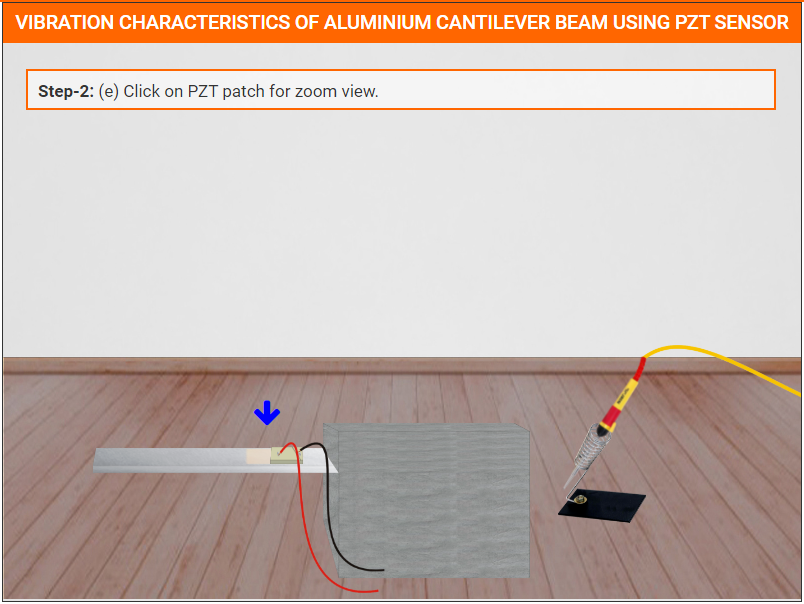 VIBRATION CHARACTERISTICS OF ALUMINIUM CANTILEVER BEAM USING PZT SENSOR
Step-2: (e) Click on PZT patch for zoom view.